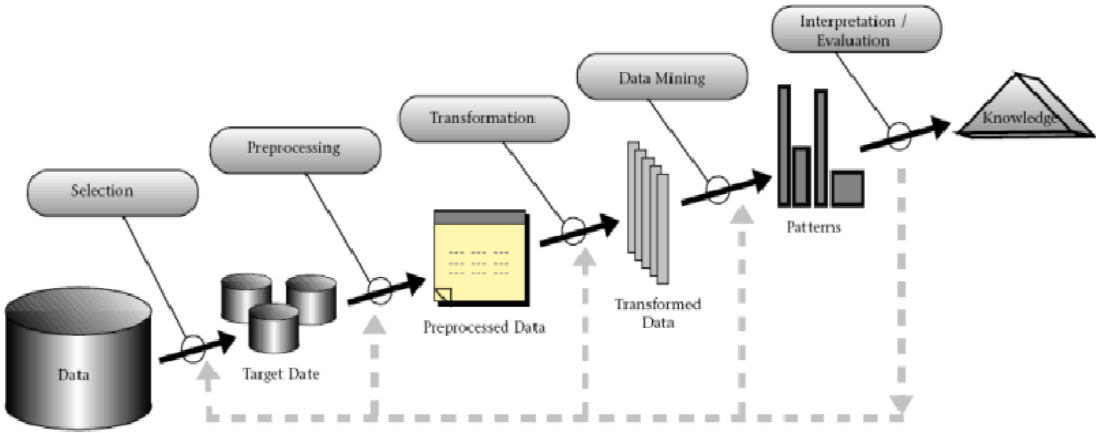 Interpretation /
Evaluation
Data Mining
Knowledge
Transformation
Preprocessing
Patterns
Selection
Transformed
Data
Preprocessed Data
Data
Target Date